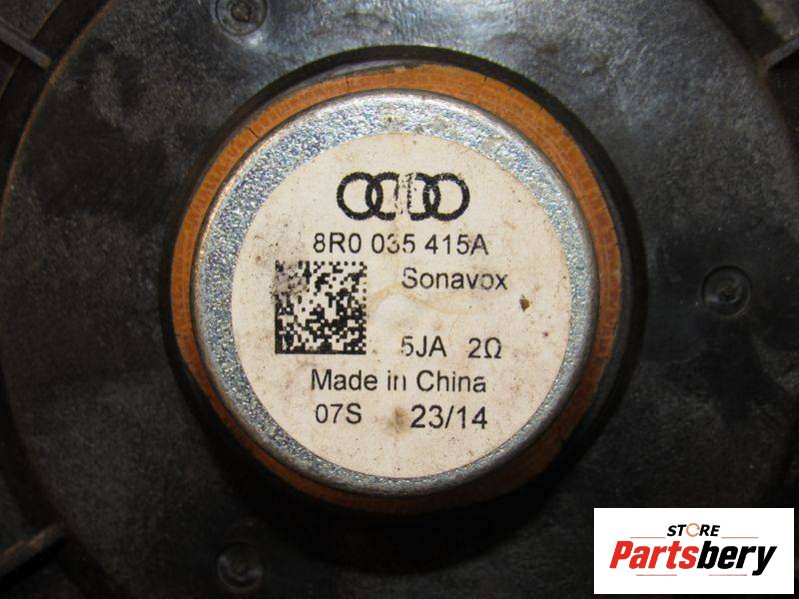 8R0 035 415A
Sonavox
5JA 2Ω
Made in China
07S 23/14
STORE
Partsbery